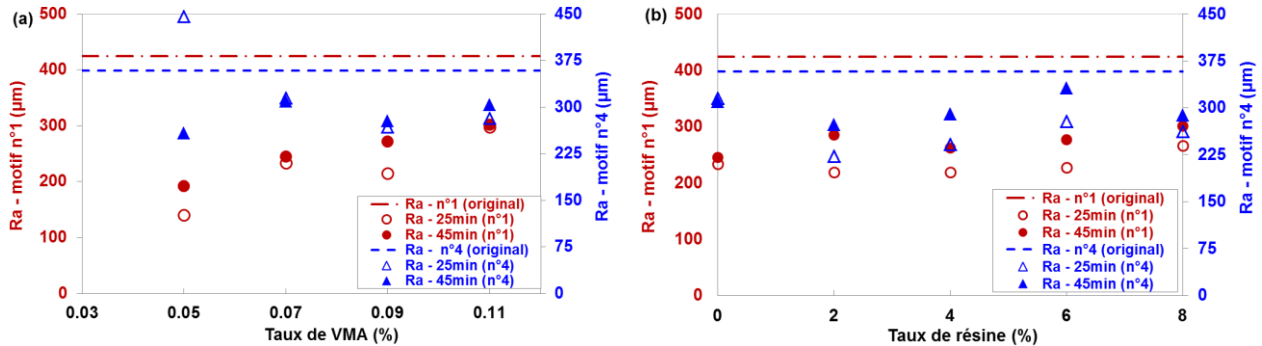 (a)
Ra - motif n°1 (µm)
500
400
300
200
100
0
Ra - n°1 (original)
Ra - 25min (n°1)
Ra - 45min (n°1)
Ra - n°4 (original)
Ra - 25min (n°4)
Ra - 45min (n°4)
450
375
300
225
150
75
0
Ra - motif n°4 (µm)
0.03 0.05 0.07 0.09 0.11
Taux de VMA (%)
(b)
Ra - motif n°1 (µm)
500
400
300
200
100
0
Ra - n°1 (original)
Ra - 25min (n°1)
Ra - 45min (n°1)
Ra - n°4 (original)
Ra - 25min (n°4)
Ra - 45min (n°4)
450
375
300
225
150
75
0
Ra - motif n°4 (µm)
0 2 4 6 8
Taux de résine (%)